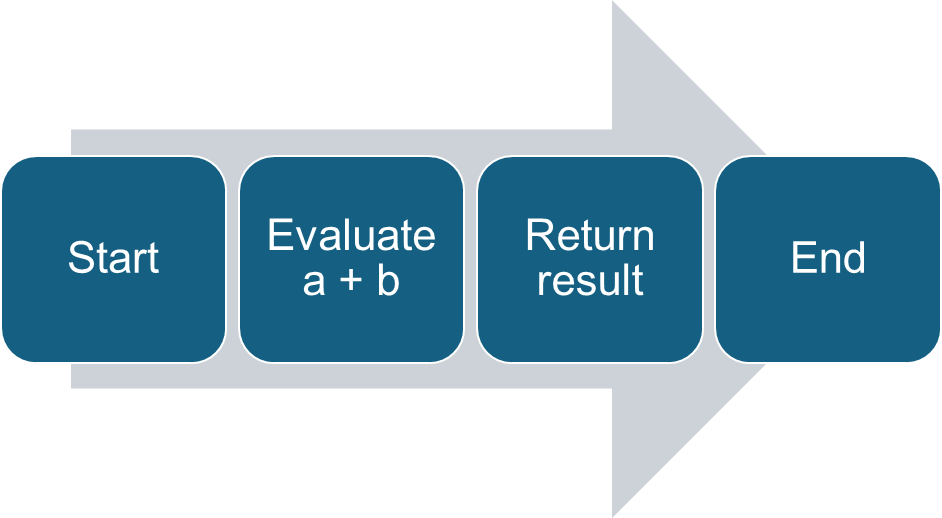 Start
Evaluate
a + b
Return
result
End